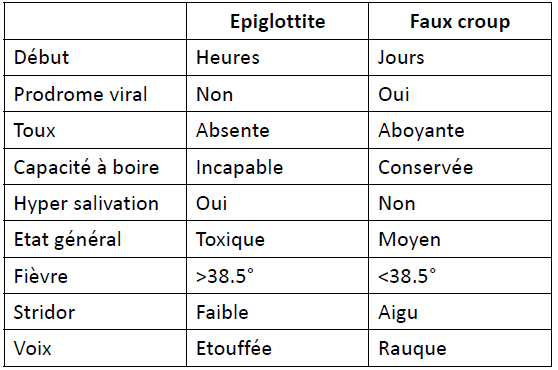 Epiglottite Faux croup
Début Heures Jours
Prodrome viral Non Oui
Toux Absente Aboyante
Capacité à boire Incapable Conservée
Hyper salivation Oui Non
Etat général Toxique Moyen
Fièvre >38.5° <38.5°
Stridor Faible Aigu
Voix Etouffée Rauque